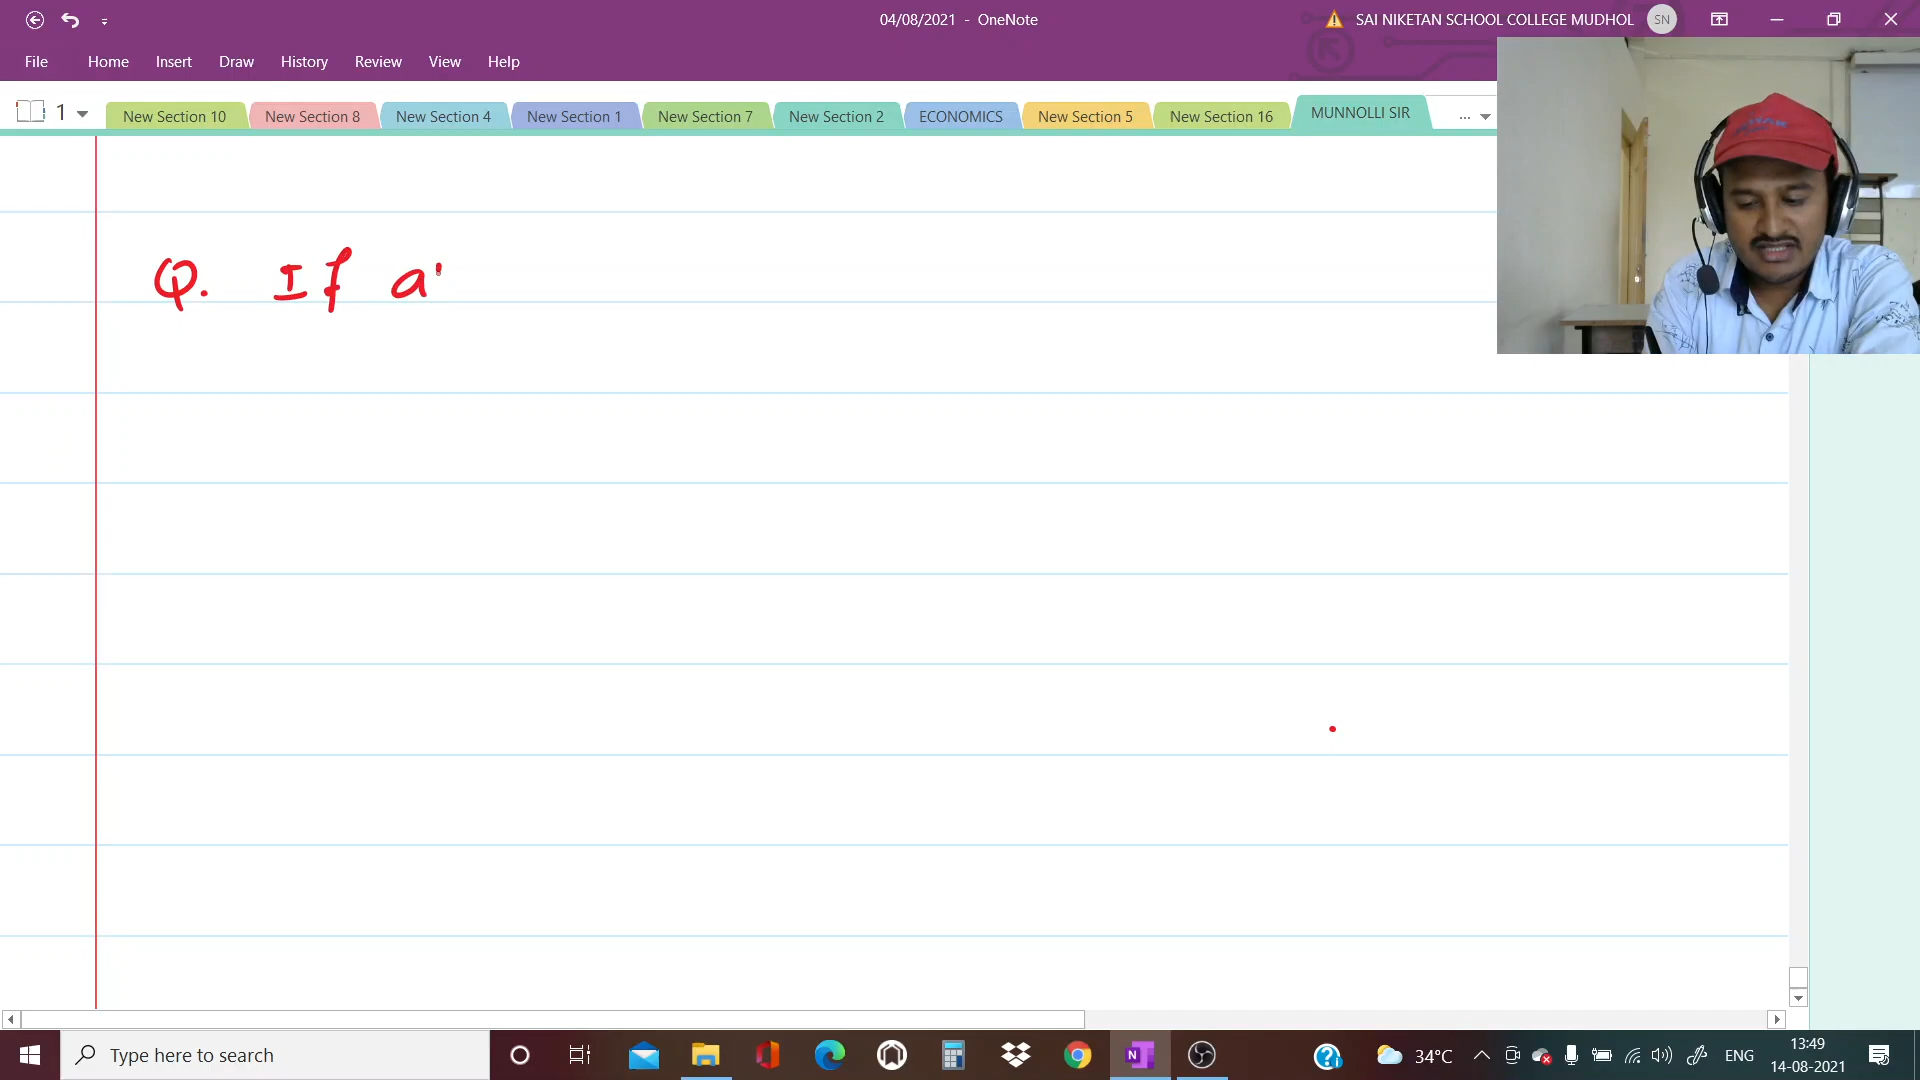 04/08/2021 - OneNote
SAI NIKETAN SCHOOL COLLEGE MUDHOL SN
File Home Insert Draw History Review View Help
1 New Section 10 New Section 8 New Section 4 New Section 1 New Section 7 New Section 2 ECONOMICS New Section 5 New Section 16 MUNNOLLI SIR ...
Q. If a'
Type here to search
34°C ENG
13:49
14-08-2021